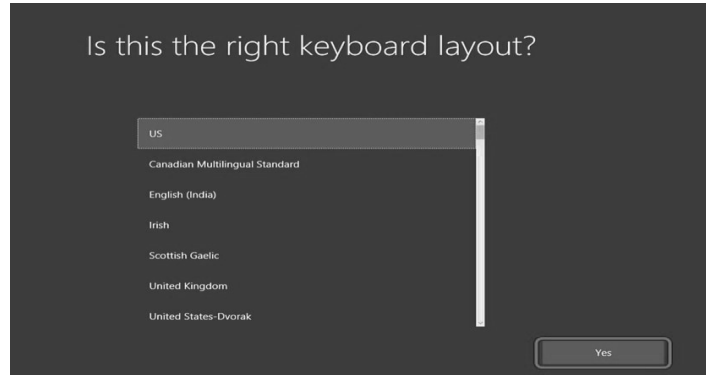 Is this the right keyboard layout?
US
Canadian Multilingual Standard
English (India)
Irish
Scottish Gaelic
United Kingdom
United States-Dvorak
Yes